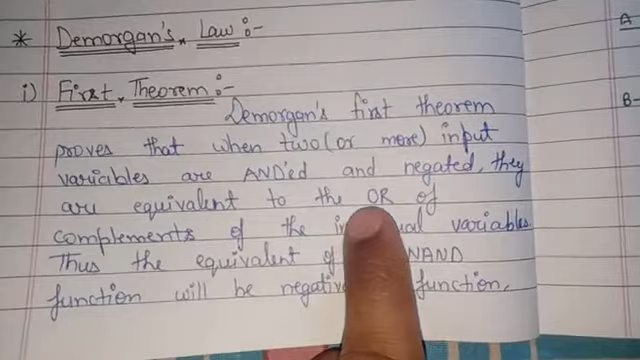 * Demorgan's Law :-
i) First Theorem :-
Demorgan's first theorem
proves that when two (or more) input
variables are AND'ed and negated, they
are equivalent to the OR of
complements of the variables.
Thus the equivalent of NAND
function will be function.
A
B-